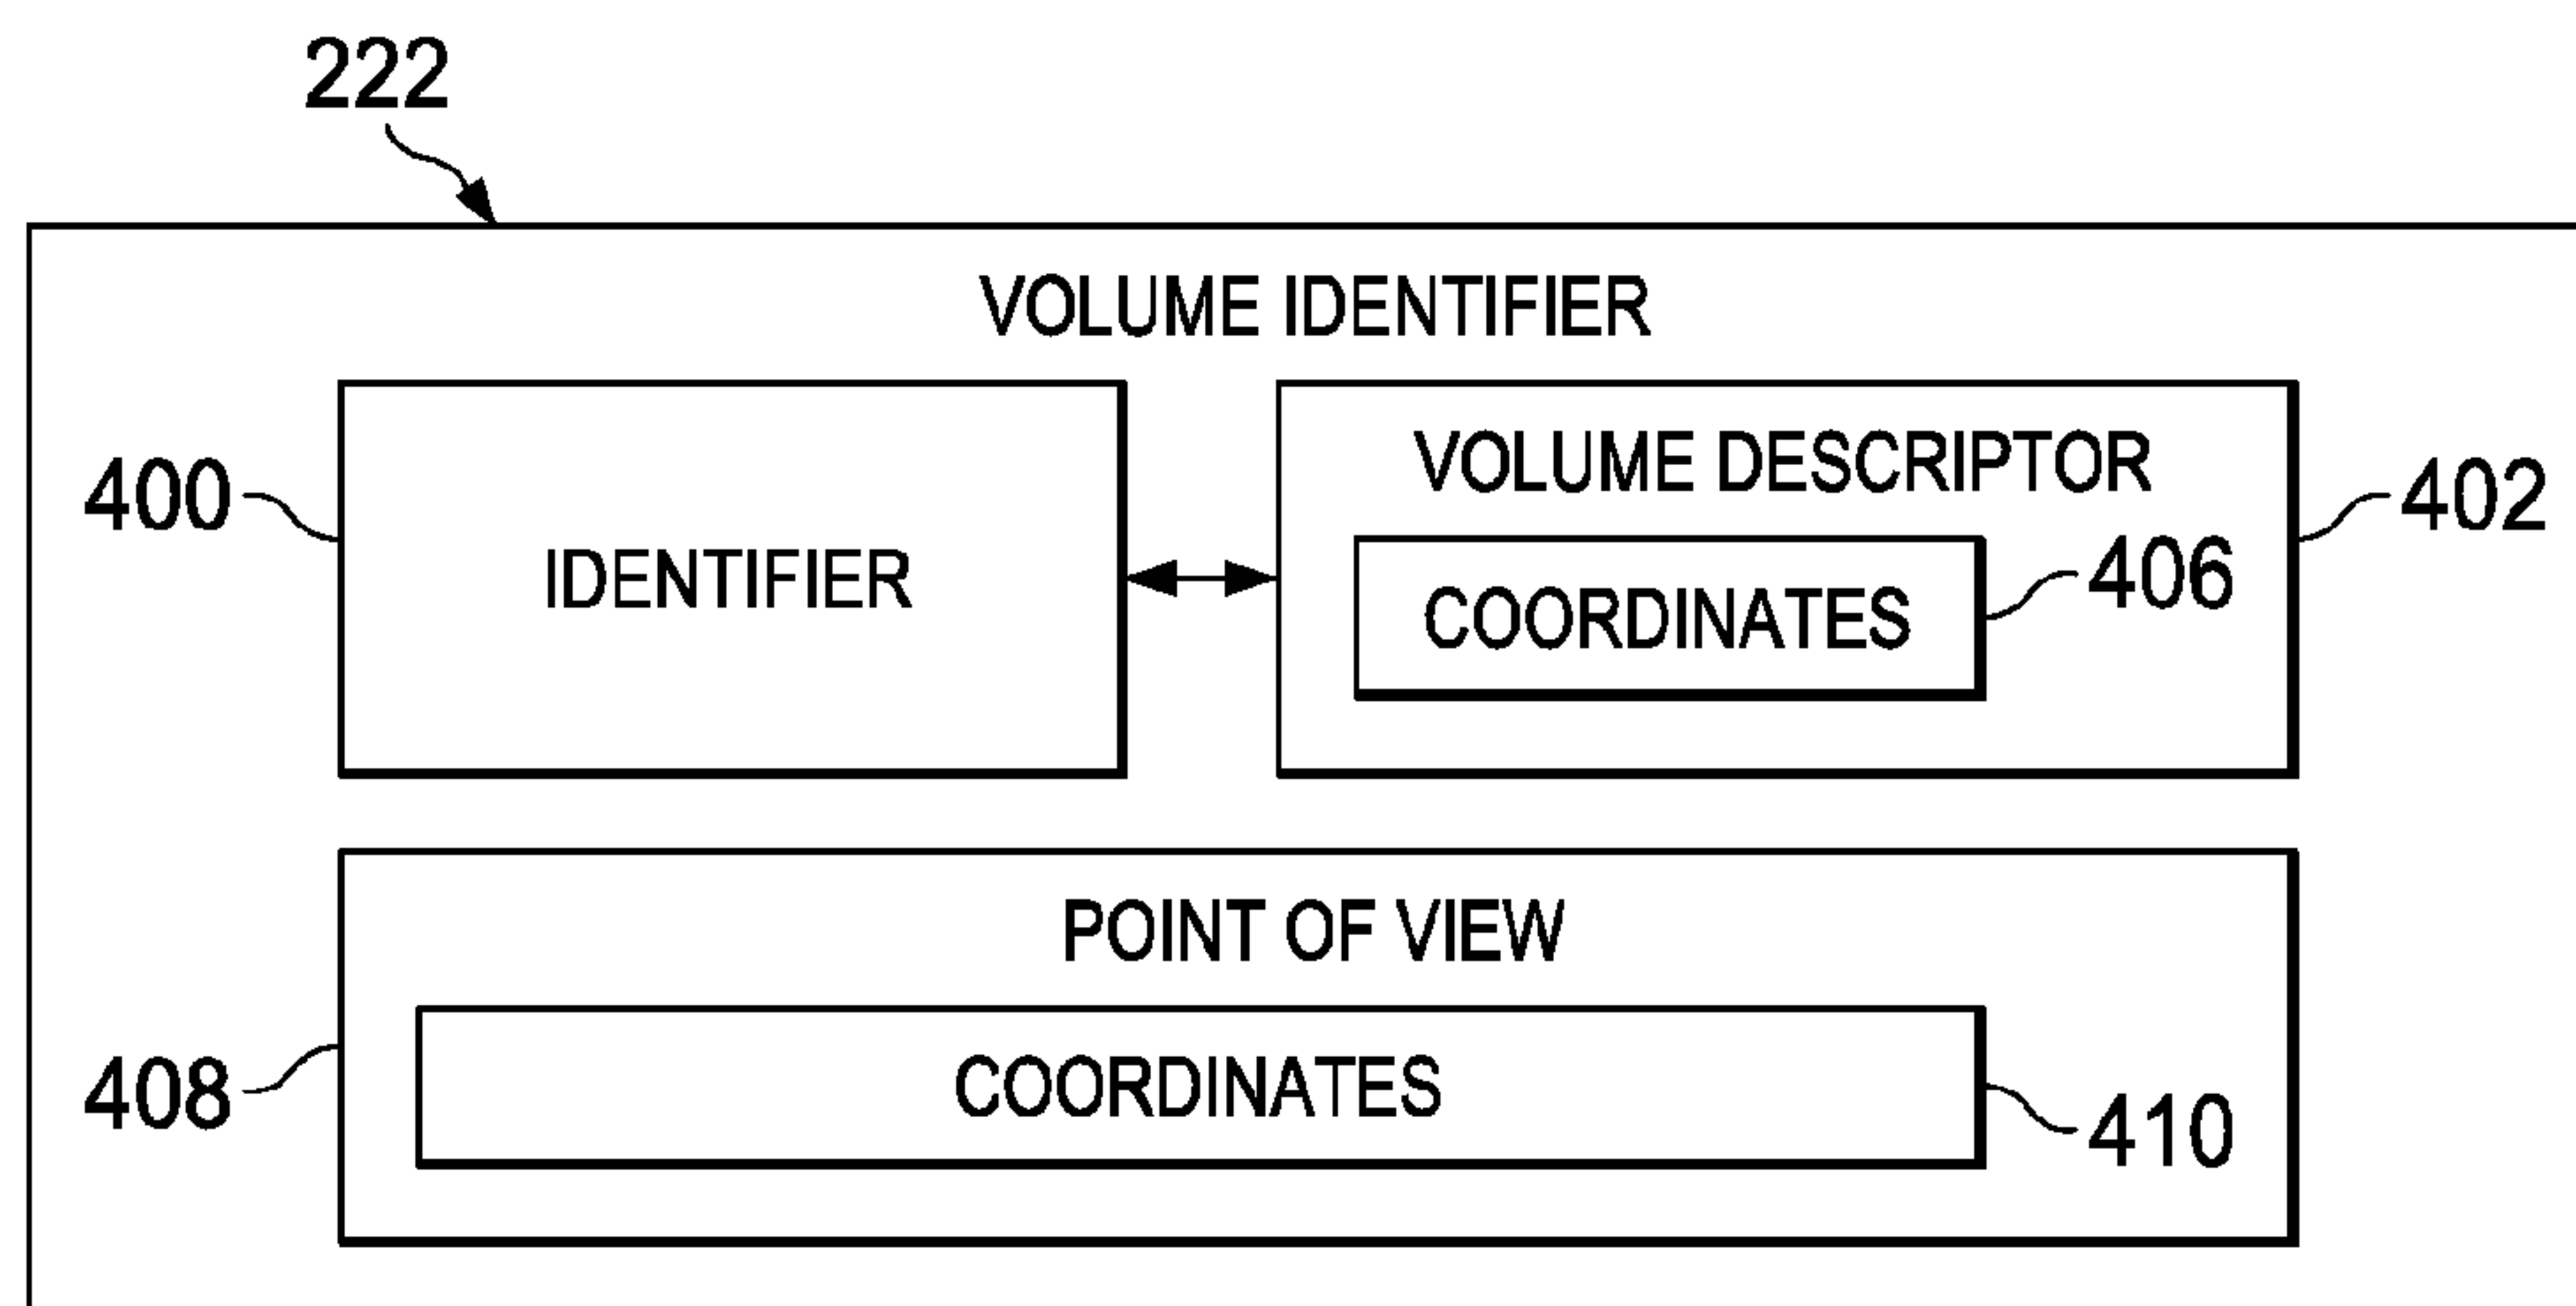 222
VOLUME IDENTIFIER
400
IDENTIFIER
VOLUME DESCRIPTOR
402
COORDINATES
406
POINT OF VIEW
408
COORDINATES
410